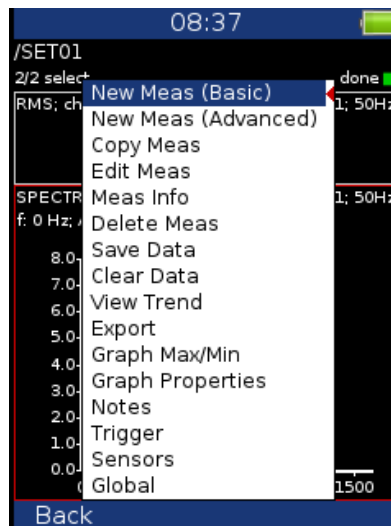 08:37
/SET01
2/2 select done
RMS; ch 1; 50Hz
New Meas (Basic)
New Meas (Advanced)
Copy Meas
Edit Meas
Meas Info
Delete Meas
Save Data
Clear Data
View Trend
Export
Graph Max/Min
Graph Properties
Notes
Trigger
Sensors
Global
SPECTR 1; 50Hz
f: 0 Hz;
8.0
7.0
6.0
5.0
4.0
3.0
2.0
1.0
0.0
1500
Back